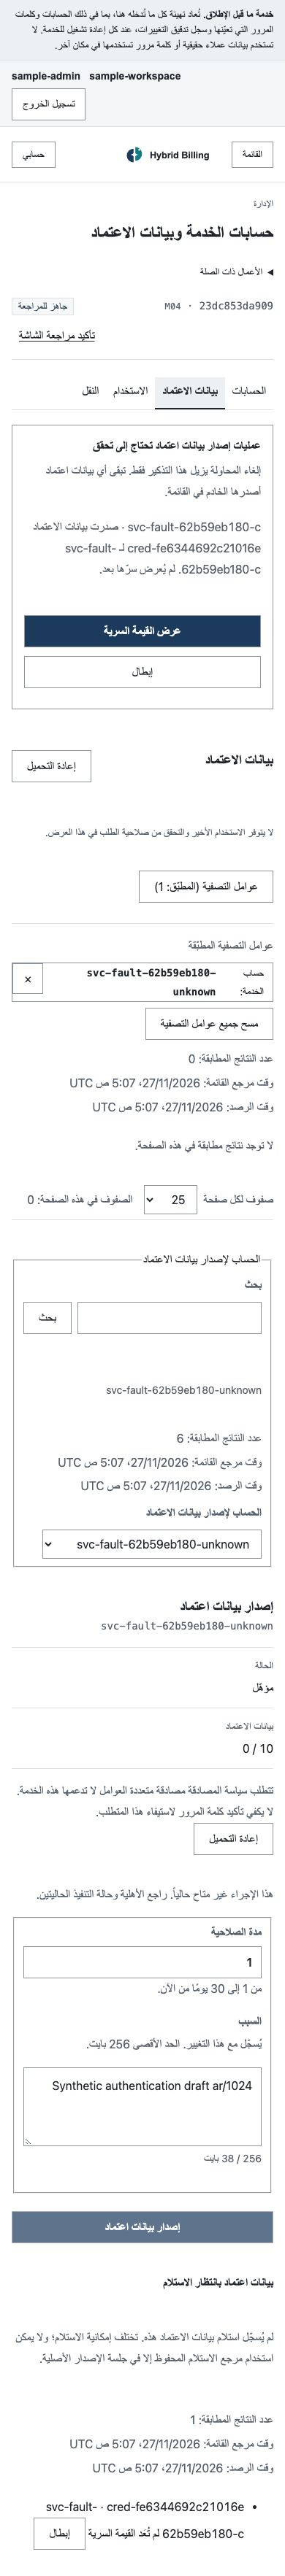 خدمة ما قبل الإطلاق. تُعاد تهيئة كل ما تُدخله هنا، بما في ذلك الحسابات وكلمات
المرور التي تعيّنها وسجل تدقيق التغييرات، عند كل إعادة تشغيل للخدمة. لا
تستخدم بيانات عملاء حقيقية أو كلمة مرور تستخدمها في مكان آخر.
sample-admin sample-workspace
تسجيل الخروج
القائمة
Hybrid Billing
حسابي
الإدارة
حسابات الخدمة وبيانات الاعتماد
الأعمال ذات الصلة
M04 · 23dc853da909
جاهز للمراجعة
تأكيد مراجعة الشاشة
الحسابات
بيانات الاعتماد
الاستخدام
النقل
عمليات إصدار بيانات اعتماد تحتاج إلى تحقق
إلغاء المحاولة يزيل هذا التذكير فقط. تبقى أي بيانات اعتماد
أصدرها الخادم في القائمة.
svc-fault-62b59eb180-c · صدرت بيانات الاعتماد
cred-fe6344692c21016e لـ svc-fault-
62b59eb180-c. لم يُعرض سرّها بعد.
عرض القيمة السرية
إبطال
بيانات الاعتماد
إعادة التحميل
لا يتوفر الاستخدام الأخير والتحقق من صلاحية الطلب في هذا العرض.
عوامل التصفية (المطبّق: 1)
عوامل التصفية المطبّقة
حساب
الخدمة:
svc-fault-62b59eb180-
unknown
×
مسح جميع عوامل التصفية
عدد النتائج المطابقة: 0
وقت مرجع القائمة: 27/11/2026، 5:07 ص UTC
وقت الرصد: 27/11/2026، 5:07 ص UTC
لا توجد نتائج مطابقة في هذه الصفحة.
صفوف لكل صفحة
25
الصفوف في هذه الصفحة: 0
الحساب لإصدار بيانات الاعتماد
بحث
بحث
svc-fault-62b59eb180-unknown
عدد النتائج المطابقة: 6
وقت مرجع القائمة: 27/11/2026، 5:07 ص UTC
وقت الرصد: 27/11/2026، 5:07 ص UTC
الحساب لإصدار بيانات الاعتماد
svc-fault-62b59eb180-unknown
إصدار بيانات اعتماد
svc-fault-62b59eb180-unknown
الحالة
مؤهّل
بيانات الاعتماد
0 / 10
تتطلب سياسة المصادقة مصادقة متعددة العوامل لا تدعمها هذه الخدمة.
لا يكفي تأكيد كلمة المرور لاستيفاء هذا المتطلب.
إعادة التحميل
هذا الإجراء غير متاح حالياً. راجع الأهلية وحالة التنفيذ الحاليتين.
مدة الصلاحية
1
من 1 إلى 30 يومًا من الآن.
السبب
يُسجّل مع هذا التغيير. الحد الأقصى 256 بايت.
Synthetic authentication draft ar/1024
256 / 38 بايت
إصدار بيانات اعتماد
بيانات اعتماد بانتظار الاستلام
لم يُسجّل استلام بيانات الاعتماد هذه. تختلف إمكانية الاستلام؛ ولا يمكن
استخدام مرجع الاستلام المحفوظ إلا في جلسة الإصدار الأصلية.
عدد النتائج المطابقة: 1
وقت مرجع القائمة: 27/11/2026، 5:07 ص UTC
وقت الرصد: 27/11/2026، 5:07 ص UTC
svc-fault- · cred-fe6344692c21016e
62b59eb180-c لم تُعَد القيمة السرية
إبطال